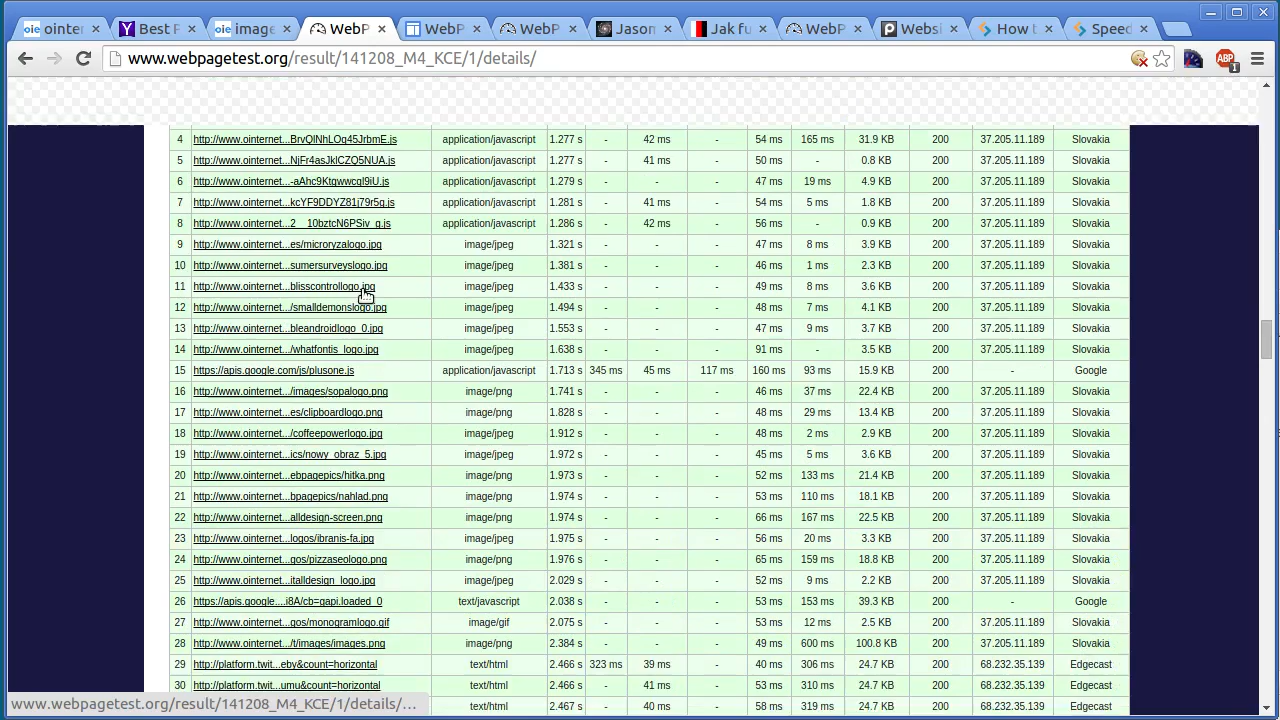 ointer
Best P
image
WebP
WebP
WebP
Jason
Jak fu
WebP
Websi
How t
Speed
www.webpagetest.org/result/141208_M4_KCE/1/details/
ABP
1
4 http://www.ointernet...BrvQlNhLOq45JrbmE.js application/javascript 1.277 s - 42 ms - 54 ms 165 ms 31.9 KB 200 37.205.11.189 Slovakia
5 http://www.ointernet...NjFr4asJklCZQ5NUA.js application/javascript 1.277 s - 41 ms - 50 ms - 0.8 KB 200 37.205.11.189 Slovakia
6 http://www.ointernet...-aAhc9Ktgwwcgl9iU.js application/javascript 1.279 s - - - 47 ms 19 ms 4.9 KB 200 37.205.11.189 Slovakia
7 http://www.ointernet...kcYF9DDYZ81j79r5g.js application/javascript 1.281 s - 41 ms - 54 ms 5 ms 1.8 KB 200 37.205.11.189 Slovakia
8 http://www.ointernet...2__10bztcN6PSiv_g.js application/javascript 1.286 s - 42 ms - 56 ms - 0.9 KB 200 37.205.11.189 Slovakia
9 http://www.ointernet...es/microryzalogo.jpg image/jpeg 1.321 s - - - 47 ms 8 ms 3.9 KB 200 37.205.11.189 Slovakia
10 http://www.ointernet...sumersurveyslogo.jpg image/jpeg 1.381 s - - - 46 ms 1 ms 2.3 KB 200 37.205.11.189 Slovakia
11 http://www.ointernet...blisscontrollogo.jpg image/jpeg 1.433 s - - - 49 ms 8 ms 3.6 KB 200 37.205.11.189 Slovakia
12 http://www.ointernet.../smalldemonslogo.jpg image/jpeg 1.494 s - - - 48 ms 7 ms 4.1 KB 200 37.205.11.189 Slovakia
13 http://www.ointernet...bleandroidlogo_0.jpg image/jpeg 1.553 s - - - 47 ms 9 ms 3.7 KB 200 37.205.11.189 Slovakia
14 http://www.ointernet.../whatfontis_logo.jpg image/jpeg 1.638 s - - - 91 ms - 3.5 KB 200 37.205.11.189 Slovakia
15 https://apis.google.com/js/plusone.js application/javascript 1.713 s 345 ms 45 ms 117 ms 160 ms 93 ms 15.9 KB 200 - Google
16 http://www.ointernet.../images/sopalogo.png image/png 1.741 s - - - 46 ms 37 ms 22.4 KB 200 37.205.11.189 Slovakia
17 http://www.ointernet...es/clipboardlogo.png image/png 1.828 s - - - 48 ms 29 ms 13.4 KB 200 37.205.11.189 Slovakia
18 http://www.ointernet.../coffeepowerlogo.jpg image/jpeg 1.912 s - - - 48 ms 2 ms 2.9 KB 200 37.205.11.189 Slovakia
19 http://www.ointernet...ics/nowy_obraz_5.jpg image/jpeg 1.972 s - - - 45 ms 5 ms 3.6 KB 200 37.205.11.189 Slovakia
20 http://www.ointernet...ebpagepics/hitka.png image/png 1.973 s - - - 52 ms 133 ms 21.4 KB 200 37.205.11.189 Slovakia
21 http://www.ointernet...bpagepics/nahlad.png image/png 1.974 s - - - 53 ms 110 ms 18.1 KB 200 37.205.11.189 Slovakia
22 http://www.ointernet...alldesign-screen.png image/png 1.974 s - - - 66 ms 167 ms 22.5 KB 200 37.205.11.189 Slovakia
23 http://www.ointernet...logos/ibranis-fa.jpg image/jpeg 1.975 s - - - 56 ms 20 ms 3.3 KB 200 37.205.11.189 Slovakia
24 http://www.ointernet...gos/pizzaseologo.png image/png 1.976 s - - - 65 ms 159 ms 18.8 KB 200 37.205.11.189 Slovakia
25 http://www.ointernet...italldesign_logo.jpg image/jpeg 2.029 s - - - 52 ms 9 ms 2.2 KB 200 37.205.11.189 Slovakia
26 https://apis.google....i8A/cb=gapi.loaded_0 text/javascript 2.038 s - - - 53 ms 153 ms 39.3 KB 200 - Google
27 http://www.ointernet...gos/monogramlogo.gif image/gif 2.075 s - - - 53 ms 12 ms 2.5 KB 200 37.205.11.189 Slovakia
28 http://www.ointernet.../t/images/images.png image/png 2.384 s - - - 49 ms 600 ms 100.8 KB 200 37.205.11.189 Slovakia
29 http://platform.twit...eby&count=horizontal text/html 2.466 s 323 ms 39 ms - 40 ms 306 ms 24.7 KB 200 68.232.35.139 Edgecast
30 http://platform.twit...umu&count=horizontal text/html 2.466 s - 41 ms - 53 ms 310 ms 24.7 KB 200 68.232.35.139 Edgecast
text/html 2.467 s - 40 ms - 58 ms 319 ms 24.7 KB 200 68.232.35.139 Edgecast
www.webpagetest.org/result/141208_M4_KCE/1/details/...